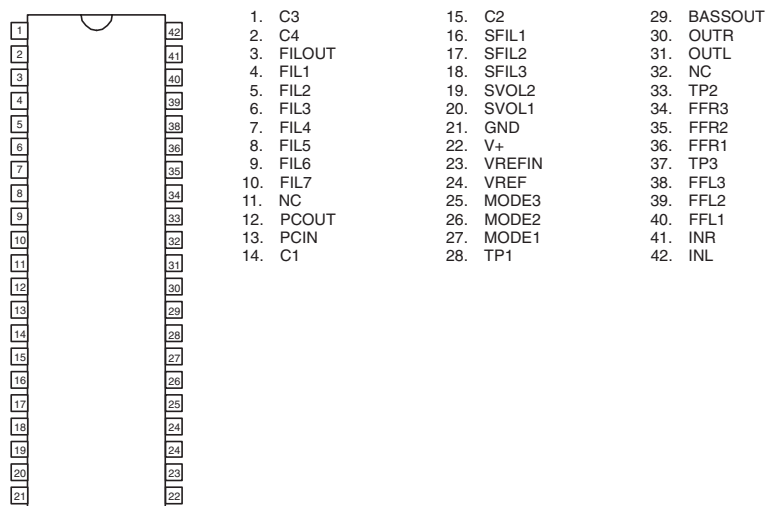 1 42
2 41
3 40
4 39
5 38
6 36
7 35
8 34
9 33
10 32
11 31
12 30
13 29
14 28
15 27
16 26
17 25
18 24
19 24
20 23
21 22
1. C3
2. C4
3. FILOUT
4. FIL1
5. FIL2
6. FIL3
7. FIL4
8. FIL5
9. FIL6
10. FIL7
11. NC
12. PCOUT
13. PCIN
14. C1
15. C2
16. SFIL1
17. SFIL2
18. SFIL3
19. SVOL2
20. SVOL1
21. GND
22. V+
23. VREFIN
24. VREF
25. MODE3
26. MODE2
27. MODE1
28. TP1
29. BASSOUT
30. OUTR
31. OUTL
32. NC
33. TP2
34. FFR3
35. FFR2
36. FFR1
37. TP3
38. FFL3
39. FFL2
40. FFL1
41. INR
42. INL